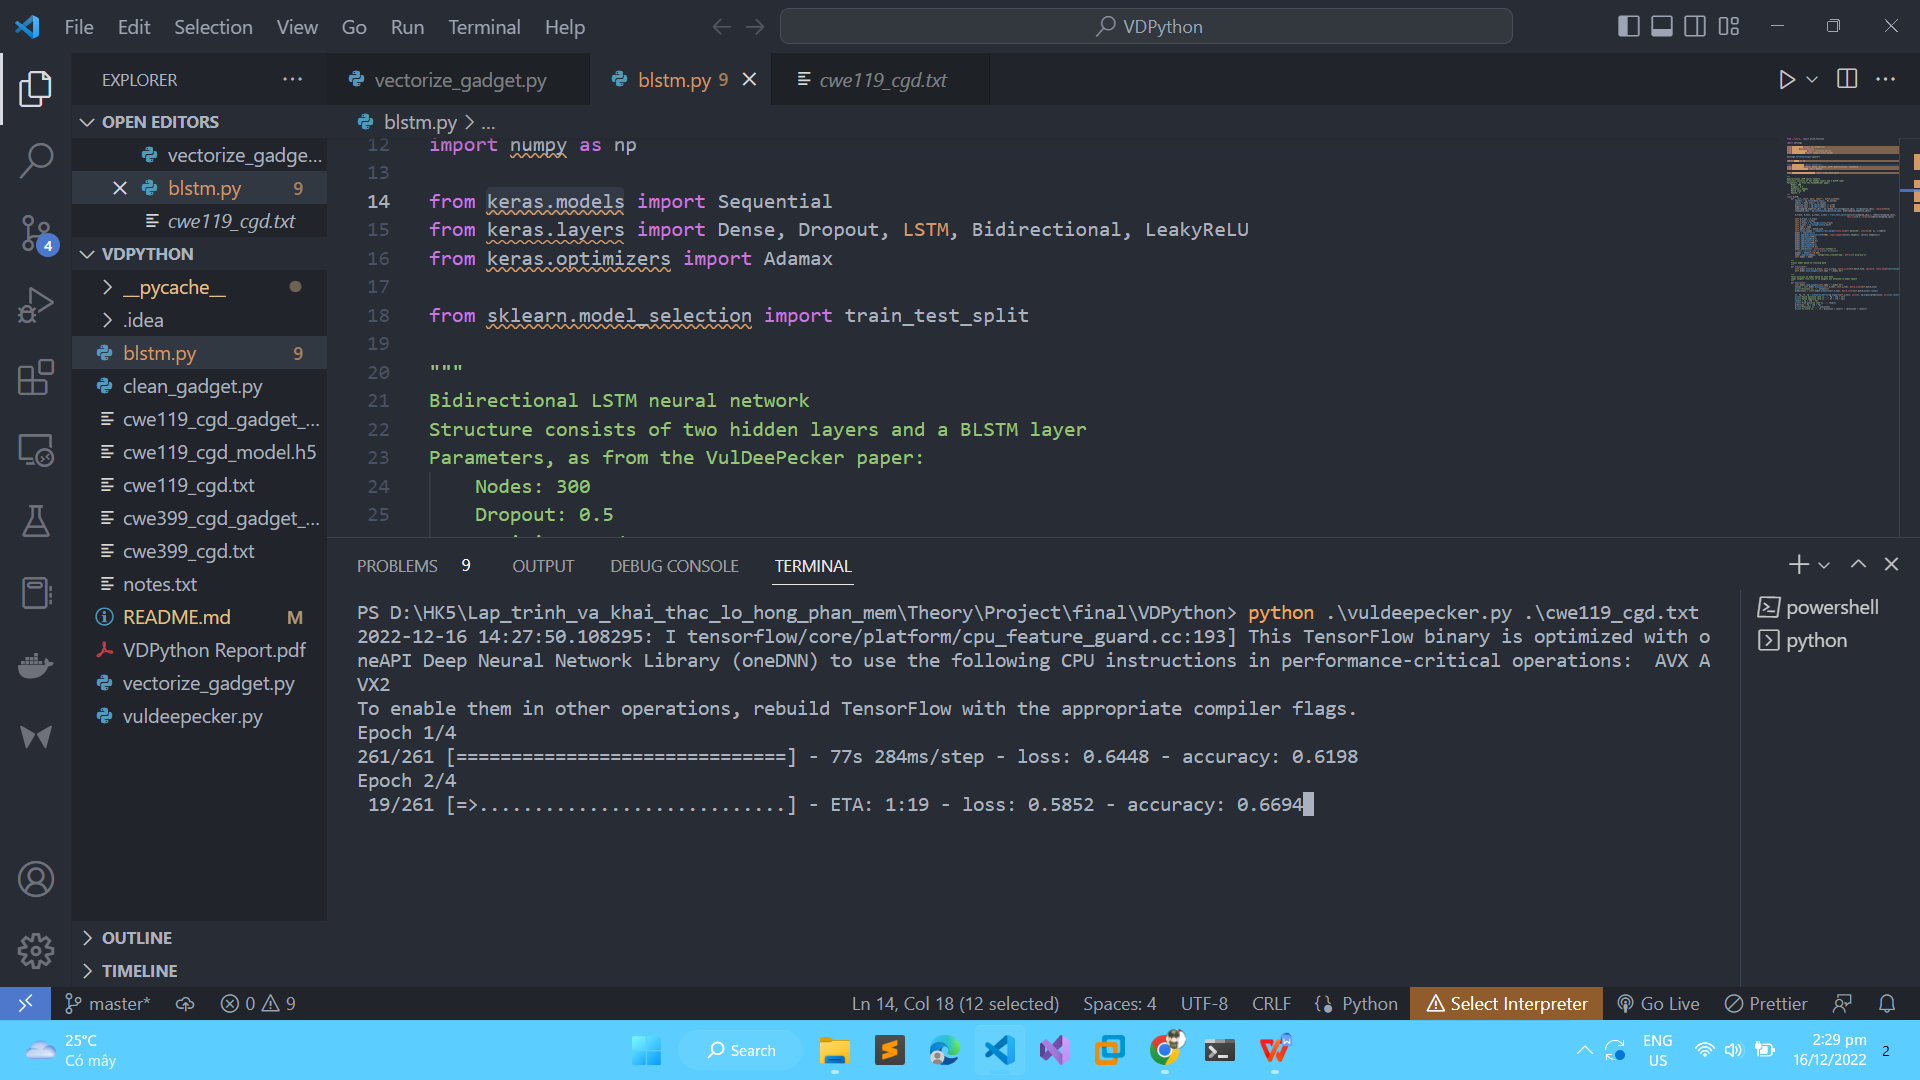 File Edit Selection View Go Run Terminal Help
VDPython
EXPLORER
OPEN EDITORS
vectorize_gadge...
blstm.py 9
cwe119_cgd.txt
VDPYTHON
__pycache__
.idea
blstm.py 9
clean_gadget.py
cwe119_cgd_gadget_...
cwe119_cgd_model.h5
cwe119_cgd.txt
cwe399_cgd_gadget_...
cwe399_cgd.txt
notes.txt
README.md M
VDPython Report.pdf
vectorize_gadget.py
vuldeepecker.py
OUTLINE
TIMELINE
4
vectorize_gadget.py blstm.py 9 cwe119_cgd.txt
blstm.py > ...
12 import numpy as np
13
14 from keras.models import Sequential
15 from keras.layers import Dense, Dropout, LSTM, Bidirectional, LeakyReLU
16 from keras.optimizers import Adamax
17
18 from sklearn.model_selection import train_test_split
19
20 """
21 Bidirectional LSTM neural network
22 Structure consists of two hidden layers and a BLSTM layer
23 Parameters, as from the VulDeePecker paper:
24 Nodes: 300
25 Dropout: 0.5
PROBLEMS 9 OUTPUT DEBUG CONSOLE TERMINAL
PS D:\HK5\Lap_trinh_va_khai_thac_lo_hong_phan_mem\Theory\Project\final\VDPython> python .\vuldeepecker.py .\cwe119_cgd.txt
2022-12-16 14:27:50.108295: I tensorflow/core/platform/cpu_feature_guard.cc:193] This TensorFlow binary is optimized with o
neAPI Deep Neural Network Library (oneDNN) to use the following CPU instructions in performance-critical operations:  AVX A
VX2
To enable them in other operations, rebuild TensorFlow with the appropriate compiler flags.
Epoch 1/4
261/261 [==============================] - 77s 284ms/step - loss: 0.6448 - accuracy: 0.6198
Epoch 2/4
19/261 [=>............................] - ETA: 1:19 - loss: 0.5852 - accuracy: 0.6694
powershell
python
master* 0 9 Ln 14, Col 18 (12 selected) Spaces: 4 UTF-8 CRLF Python Select Interpreter Go Live Prettier
25°C
Có mây
Search
ENG
US
2:29 pm
16/12/2022
2